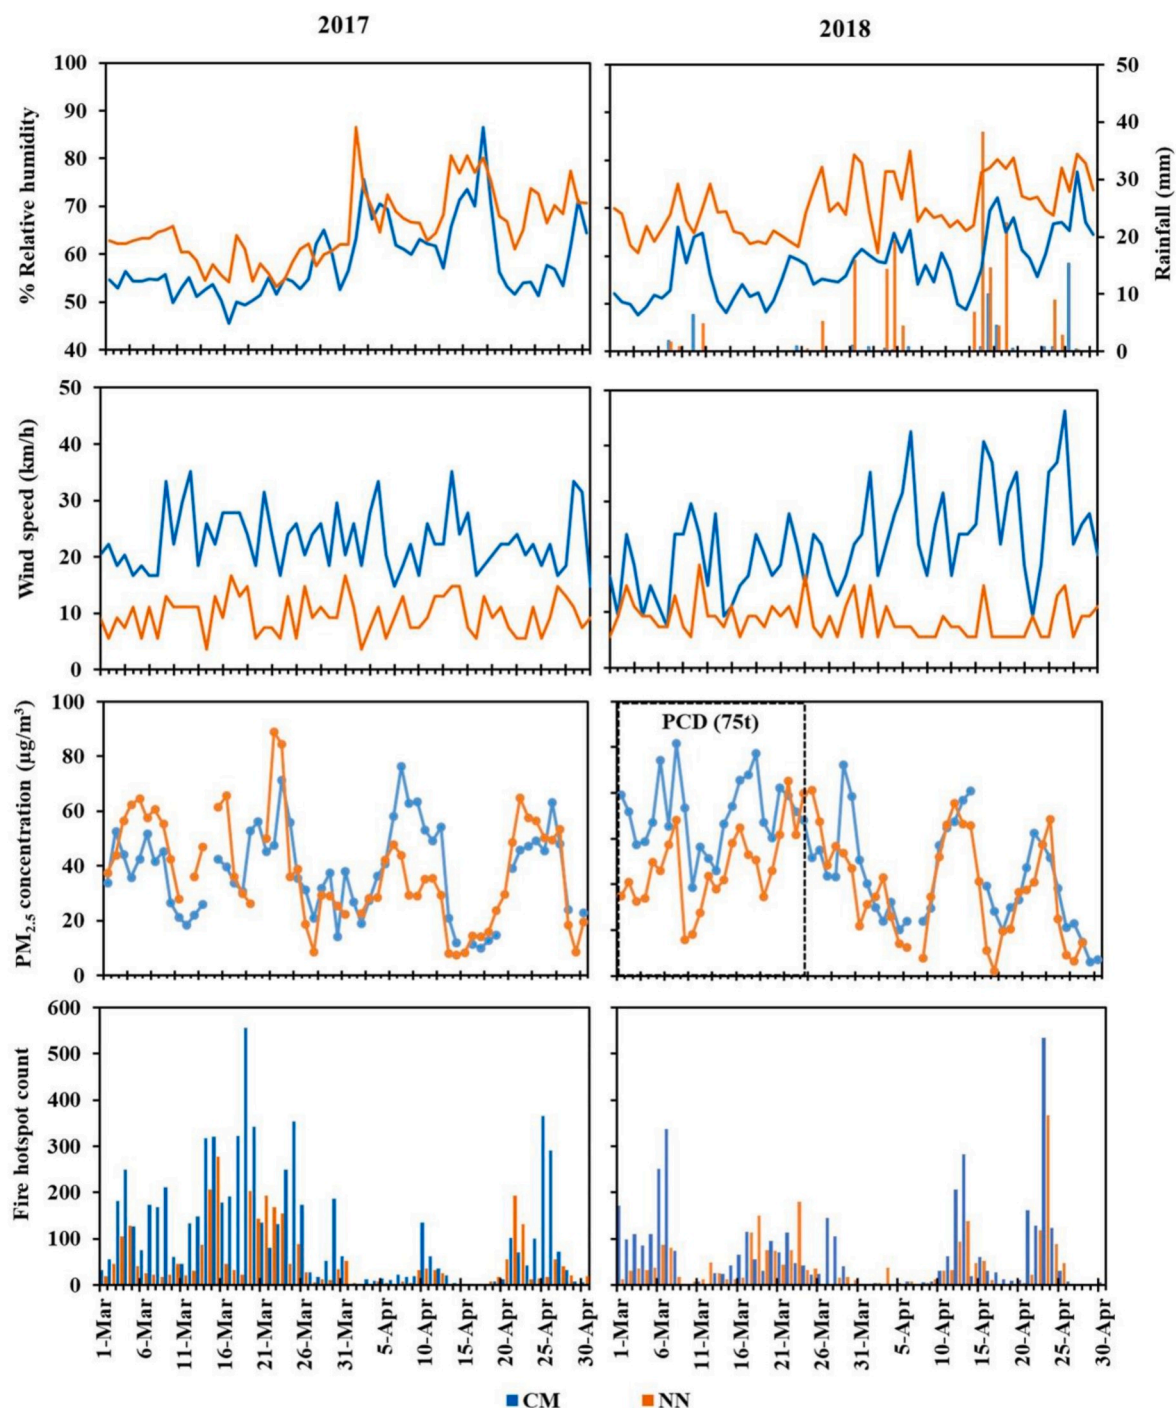 2017
2018
% Relative humidity
100
90
80
70
60
50
40
50
40
30
20
10
0
Rainfall (mm)
Wind speed (km/h)
50
40
30
20
10
0
PM2.5 concentration (µg/m³)
100
80
60
40
20
0
PCD (75t)
Fire hotspot count
600
500
400
300
200
100
0
1-Mar
6-Mar
11-Mar
16-Mar
21-Mar
26-Mar
31-Mar
5-Apr
10-Apr
15-Apr
20-Apr
25-Apr
30-Apr
1-Mar
6-Mar
11-Mar
16-Mar
21-Mar
26-Mar
31-Mar
5-Apr
10-Apr
15-Apr
20-Apr
25-Apr
30-Apr
CM
NN